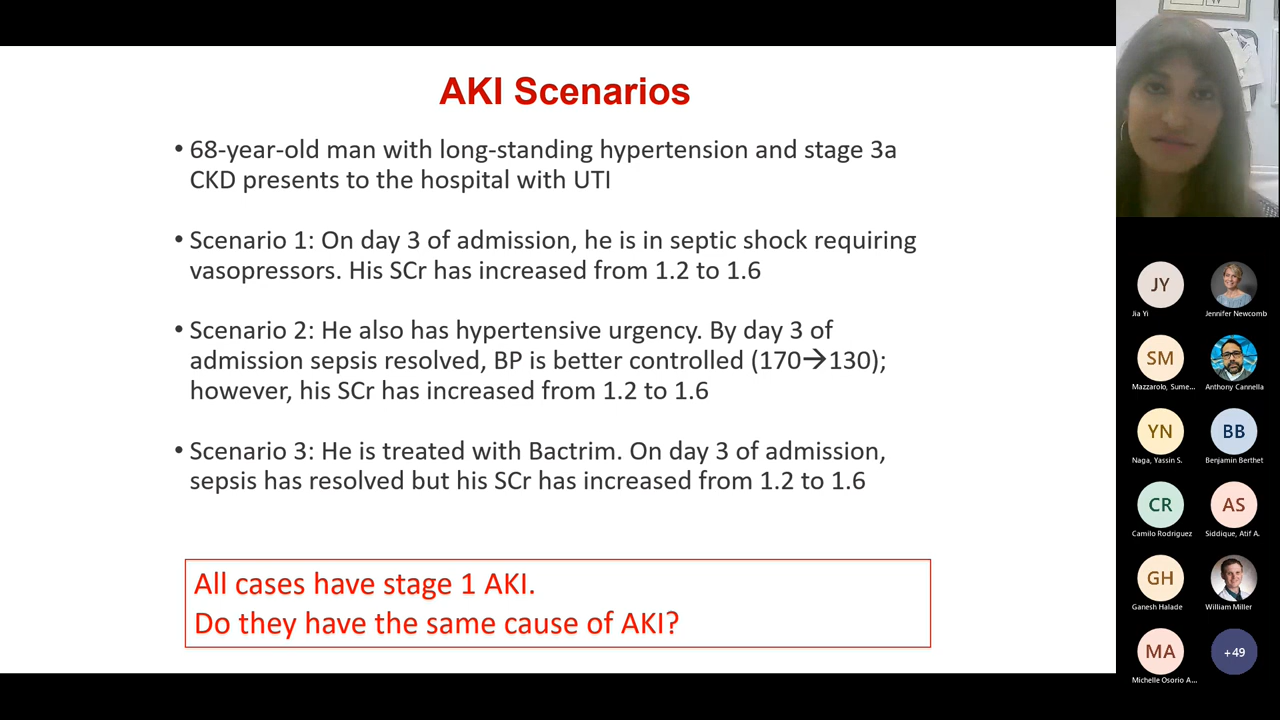 AKI Scenarios
• 68-year-old man with long-standing hypertension and stage 3a
CKD presents to the hospital with UTI
• Scenario 1: On day 3 of admission, he is in septic shock requiring
vasopressors. His SCr has increased from 1.2 to 1.6
• Scenario 2: He also has hypertensive urgency. By day 3 of
admission sepsis resolved, BP is better controlled (170→130);
however, his SCr has increased from 1.2 to 1.6
• Scenario 3: He is treated with Bactrim. On day 3 of admission,
sepsis has resolved but his SCr has increased from 1.2 to 1.6
All cases have stage 1 AKI.
Do they have the same cause of AKI?
JY
Jia Yi
Jennifer Newcomb
SM
Mazzarolo, Sume...
Anthony Cannella
YN
Naga, Yassin S.
BB
Benjamin Berthet
CR
Camilo Rodriguez
AS
Siddique, Atif A.
GH
Ganesh Halade
William Miller
MA
Michelle Osorio A...
+49